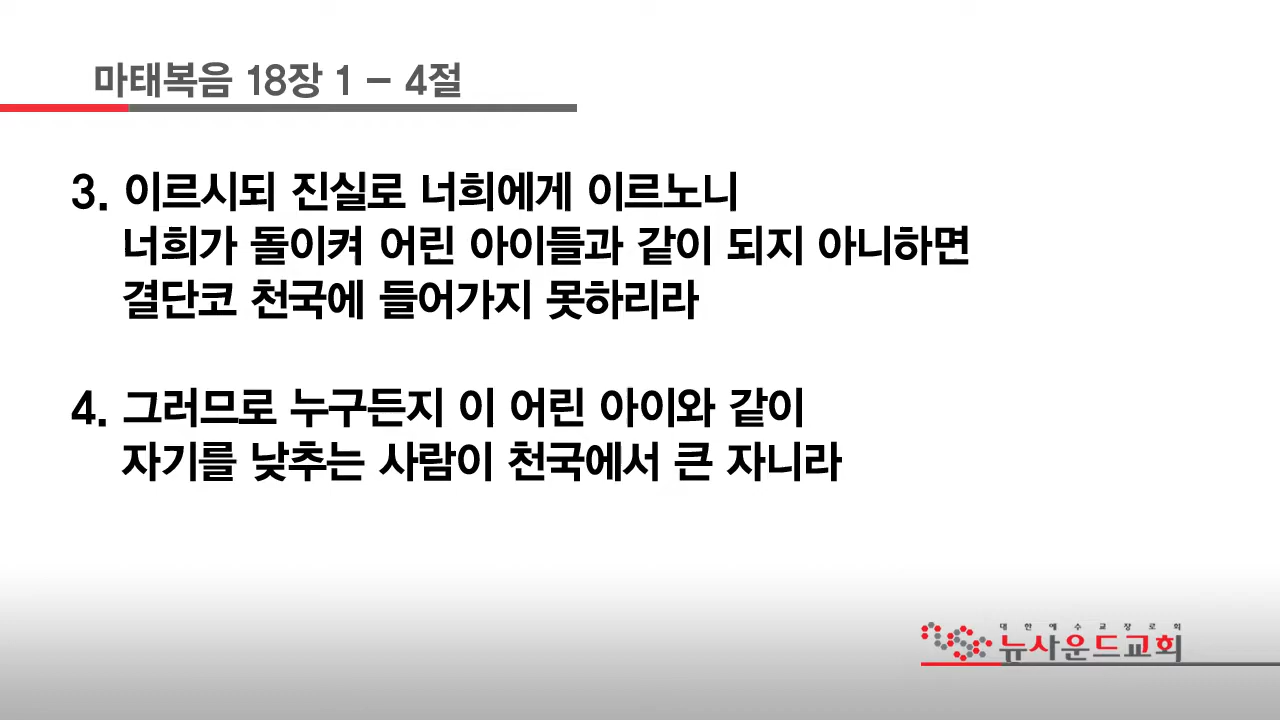 마태복음 18장 1 - 4절
3. 이르시되 진실로 너희에게 이르노니
너희가 돌이켜 어린 아이들과 같이 되지 아니하면
결단코 천국에 들어가지 못하리라
4. 그러므로 누구든지 이 어린 아이와 같이
자기를 낮추는 사람이 천국에서 큰 자니라
대한예수교장로회
뉴사운드교회